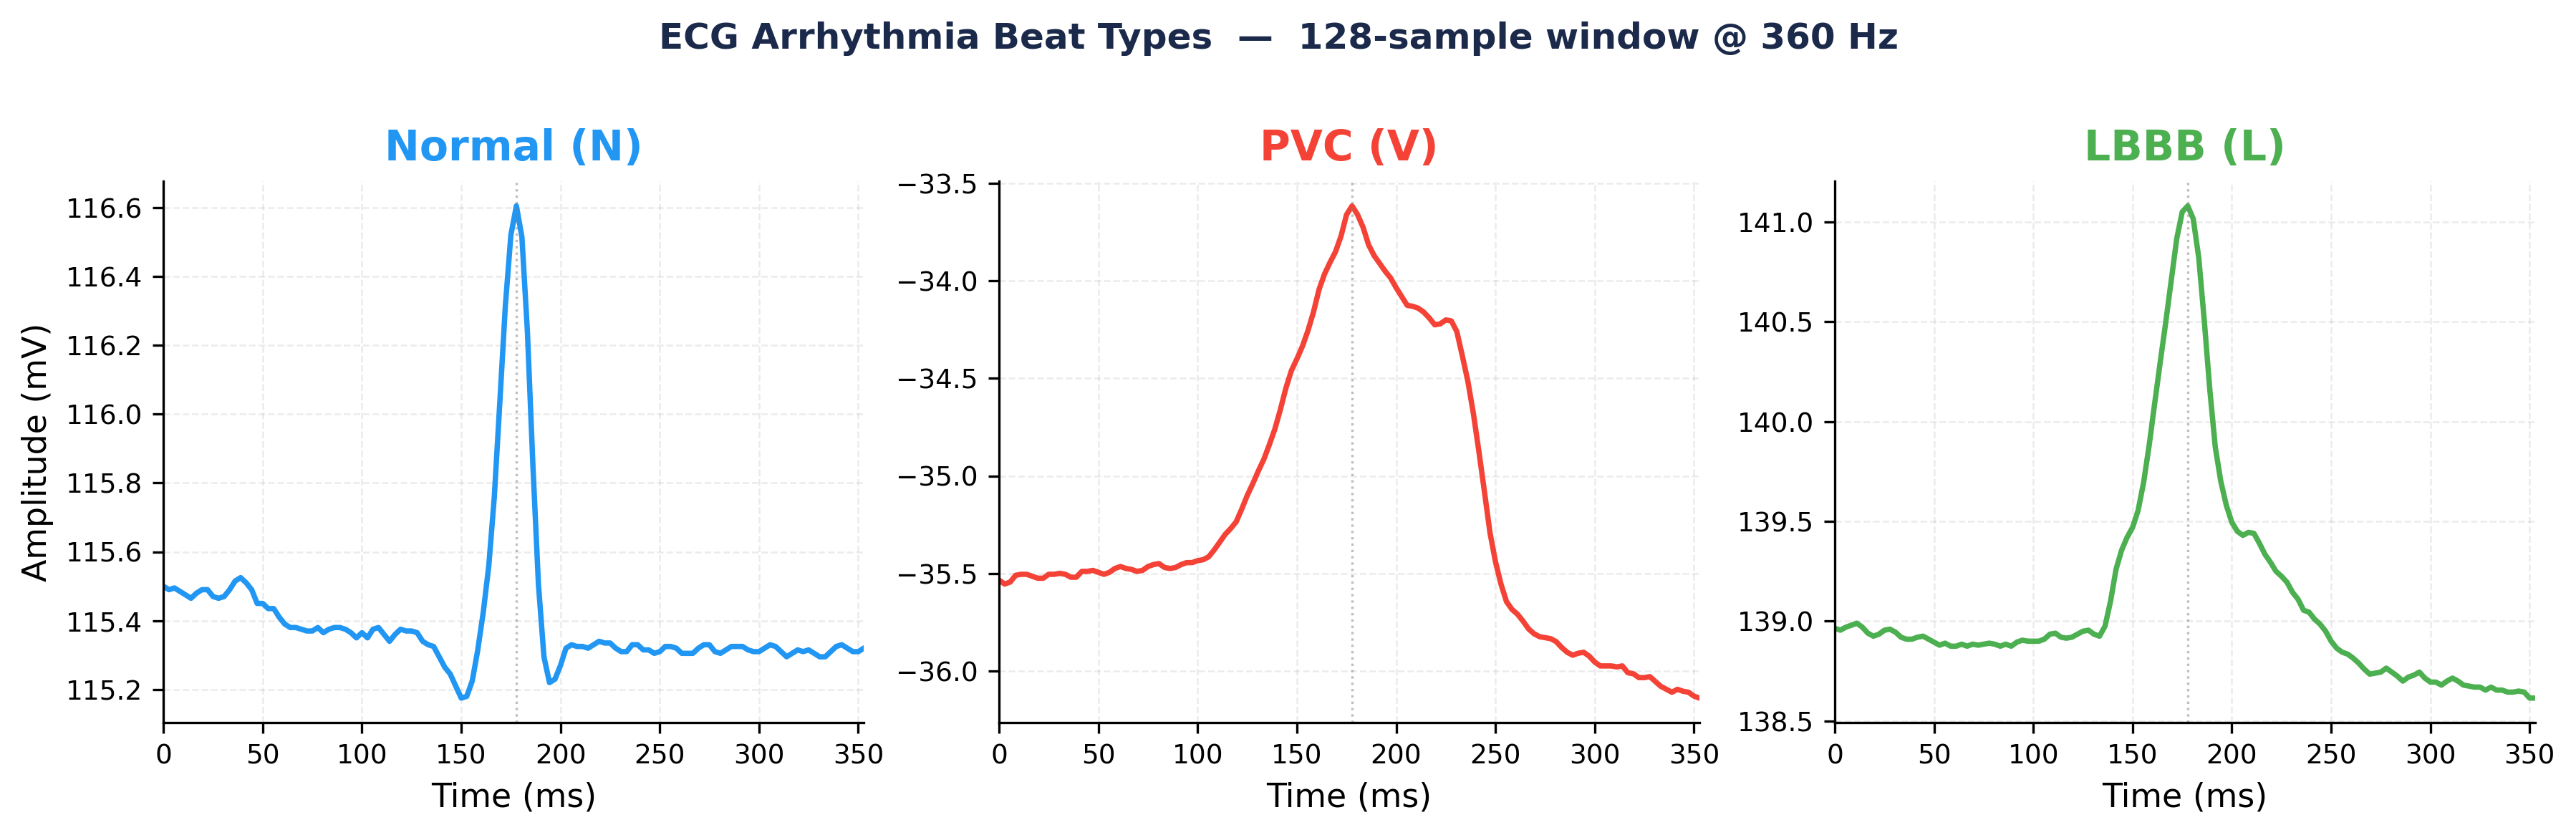 ECG Arrhythmia Beat Types — 128-sample window @ 360 Hz
Normal (N)
116.6
116.4
116.2
116.0
115.8
115.6
115.4
115.2
Amplitude (mV)
0 50 100 150 200 250 300 350
Time (ms)
PVC (V)
−33.5
−34.0
−34.5
−35.0
−35.5
−36.0
0 50 100 150 200 250 300 350
Time (ms)
LBBB (L)
141.0
140.5
140.0
139.5
139.0
138.5
0 50 100 150 200 250 300 350
Time (ms)